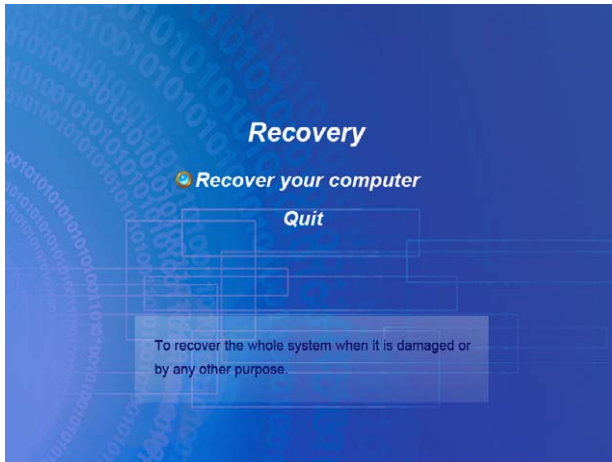 Recovery
Recover your computer
Quit
To recover the whole system when it is damaged or
by any other purpose.